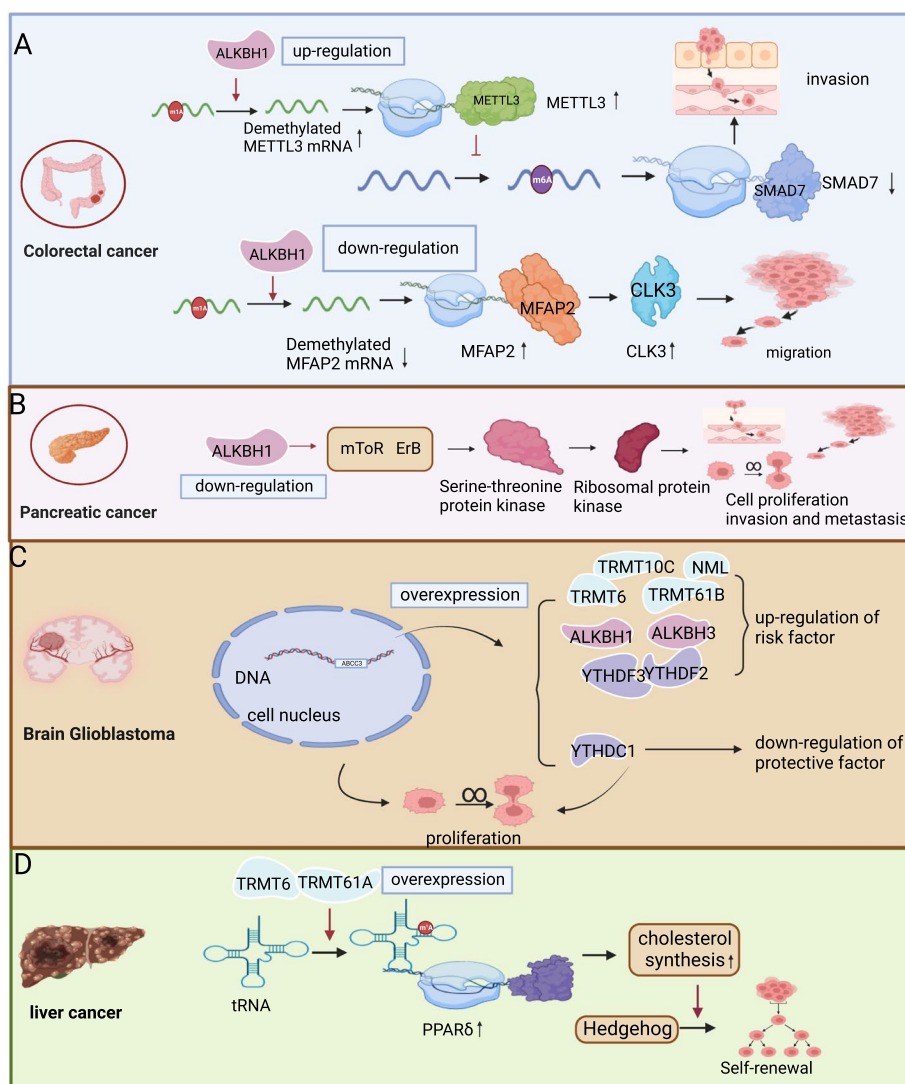 A
ALKBH1
up-regulation
m1A
Demethylated
METTL3 mRNA ↑
METTL3
METTL3 ↑
invasion
m6A
SMAD7
SMAD7 ↓
Colorectal cancer
ALKBH1
down-regulation
m1A
Demethylated
MFAP2 mRNA ↓
MFAP2
MFAP2 ↑
CLK3
CLK3 ↑
migration
B
ALKBH1
down-regulation
mToR ErB
Serine-threonine
protein kinase
Ribosomal protein
kinase
∞
Cell proliferation
invasion and metastasis
Pancreatic cancer
C
overexpression
DNA
ABCC3
cell nucleus
TRMT10C
NML
TRMT6
TRMT61B
ALKBH1
ALKBH3
YTHDF3
YTHDF2
up-regulation of
risk factor
YTHDC1
down-regulation of
protective factor
Brain Glioblastoma
∞
proliferation
D
TRMT6
TRMT61A
overexpression
m¹A
tRNA
PPARδ ↑
cholesterol
synthesis ↑
Hedgehog
Self-renewal
liver cancer